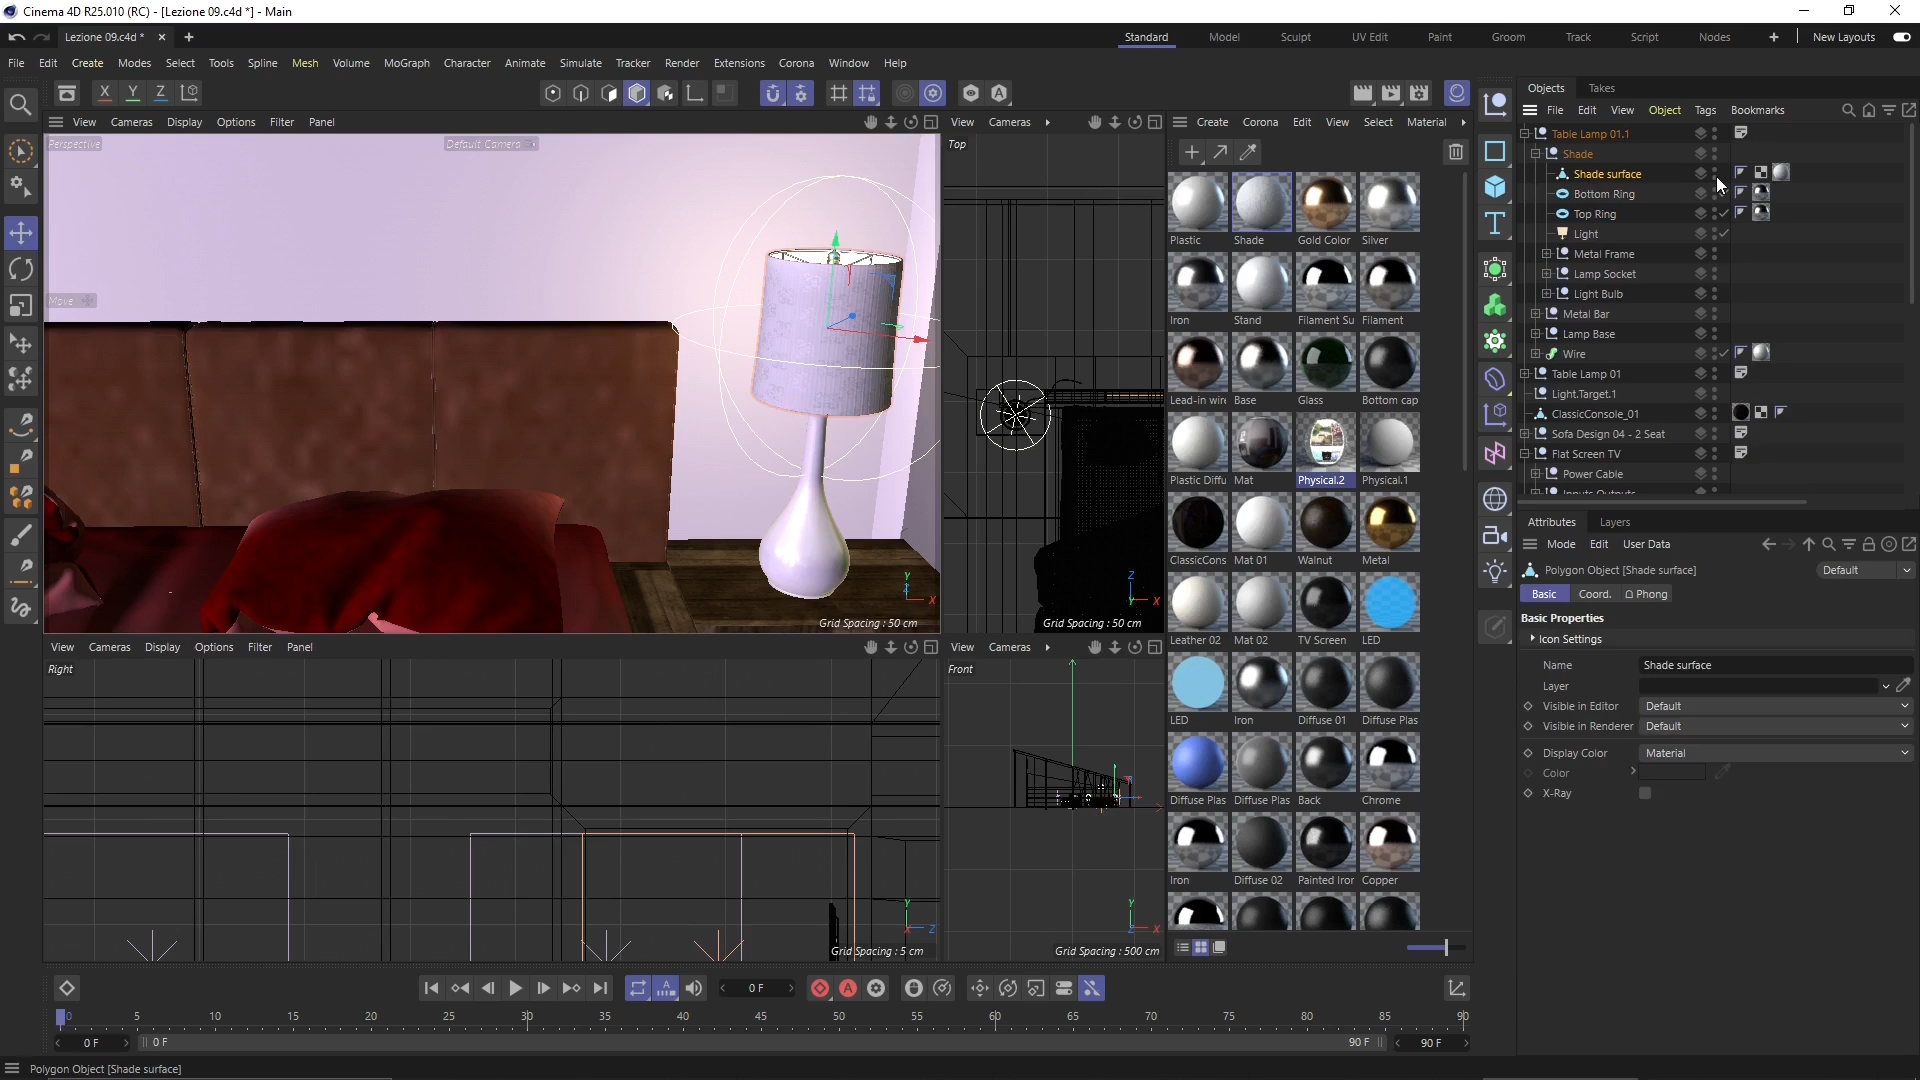 Cinema 4D R25.010 (RC) - [Lezione 09.c4d *] - Main
Lezione 09.c4d *
Standard Model Sculpt UV Edit Paint Groom Track Script Nodes New Layouts
File Edit Create Modes Select Tools Spline Mesh Volume MoGraph Character Animate Simulate Tracker Render Extensions Corona Window Help
X Y Z
Objects Takes
File Edit View Object Tags Bookmarks
View Cameras Display Options Filter Panel
View Cameras
Create Corona Edit View Select Material
Perspective
Default Camera
Top
Move
Grid Spacing : 50 cm
Grid Spacing : 50 cm
Plastic Shade Gold Color Silver
Iron Stand Filament Su Filament
Lead-in wire Base Glass Bottom cap
Plastic Diffu Mat Physical.2 Physical.1
ClassicCons Mat 01 Walnut Metal
Leather 02 Mat 02 TV Screen LED
LED Iron Diffuse 01 Diffuse Plas
Diffuse Plas Diffuse Plas Back Chrome
Iron Diffuse 02 Painted Iror Copper
Table Lamp 01.1
Shade
Shade surface
Bottom Ring
Top Ring
Light
Metal Frame
Lamp Socket
Light Bulb
Metal Bar
Lamp Base
Wire
Table Lamp 01
Light.Target.1
ClassicConsole_01
Sofa Design 04 - 2 Seat
Flat Screen TV
Power Cable
Inputs Outputs
Attributes Layers
Mode Edit User Data
Polygon Object [Shade surface]
Default
Basic Coord. Phong
Basic Properties
Icon Settings
Name Shade surface
Layer
Visible in Editor Default
Visible in Renderer Default
Display Color Material
Color
X-Ray
View Cameras Display Options Filter Panel
View Cameras
Right
Front
Grid Spacing : 5 cm
Grid Spacing : 500 cm
0 F
0 5 10 15 20 25 30 35 40 45 50 55 60 65 70 75 80 85 90
0 F 0 F 90 F 90 F
Polygon Object [Shade surface]